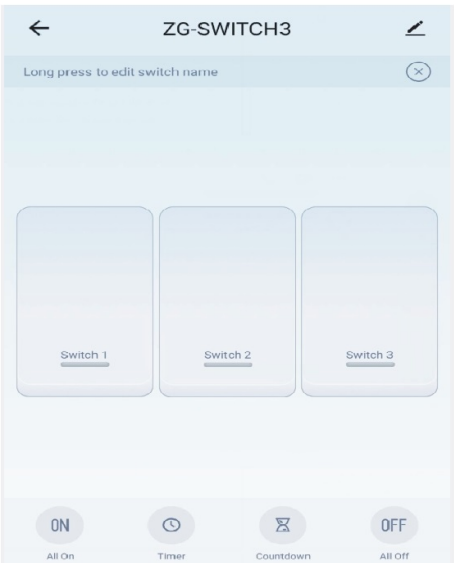 ZG-SWITCH3
Long press to edit switch name
Switch 1 Switch 2 Switch 3
ON OFF
All On Timer Countdown All Off